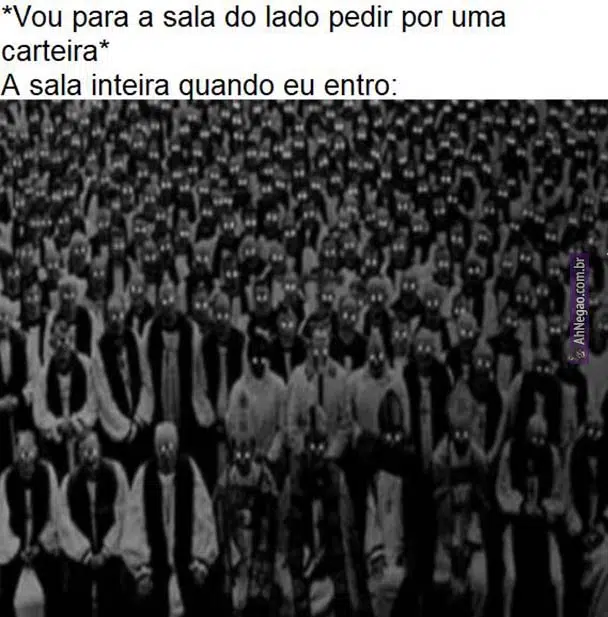 *Vou para a sala do lado pedir por uma
carteira*
A sala inteira quando eu entro:
AhNegao.com.br